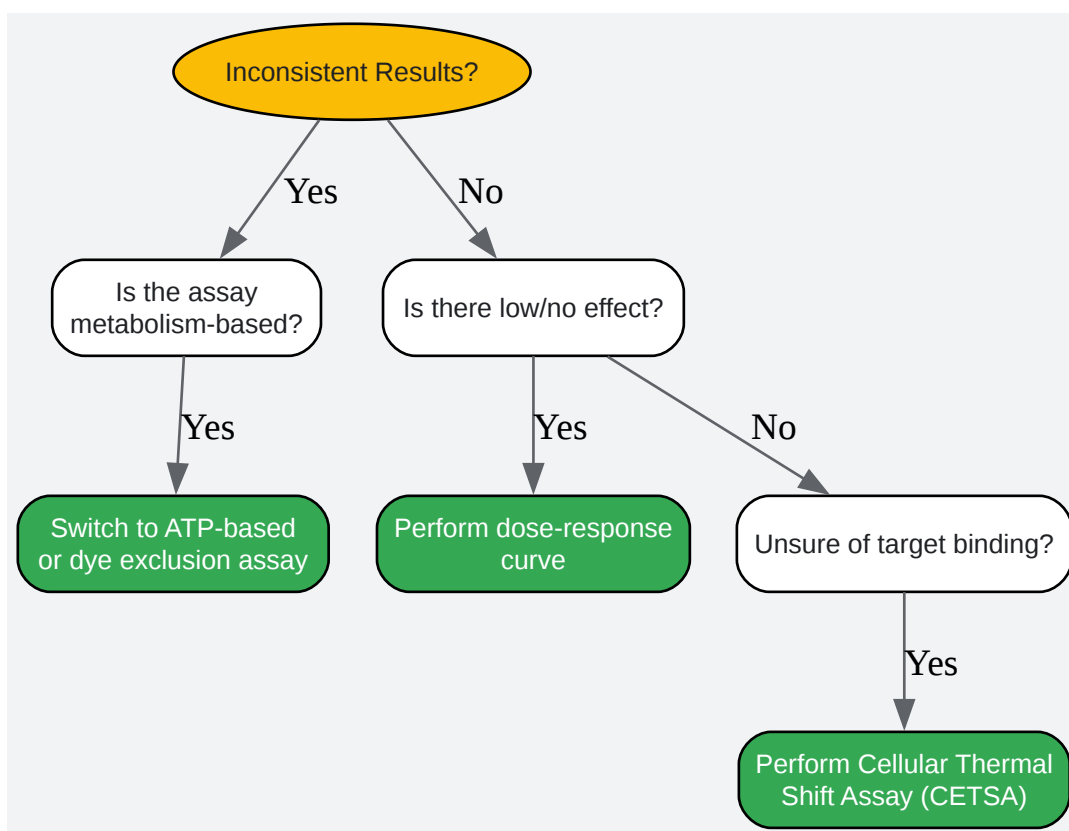 Inconsistent Results?
Yes
No
Is the assay
metabolism-based?
Is there low/no effect?
Yes
Yes
No
Switch to ATP-based
or dye exclusion assay
Perform dose-response
curve
Unsure of target binding?
Yes
Perform Cellular Thermal
Shift Assay (CETSA)